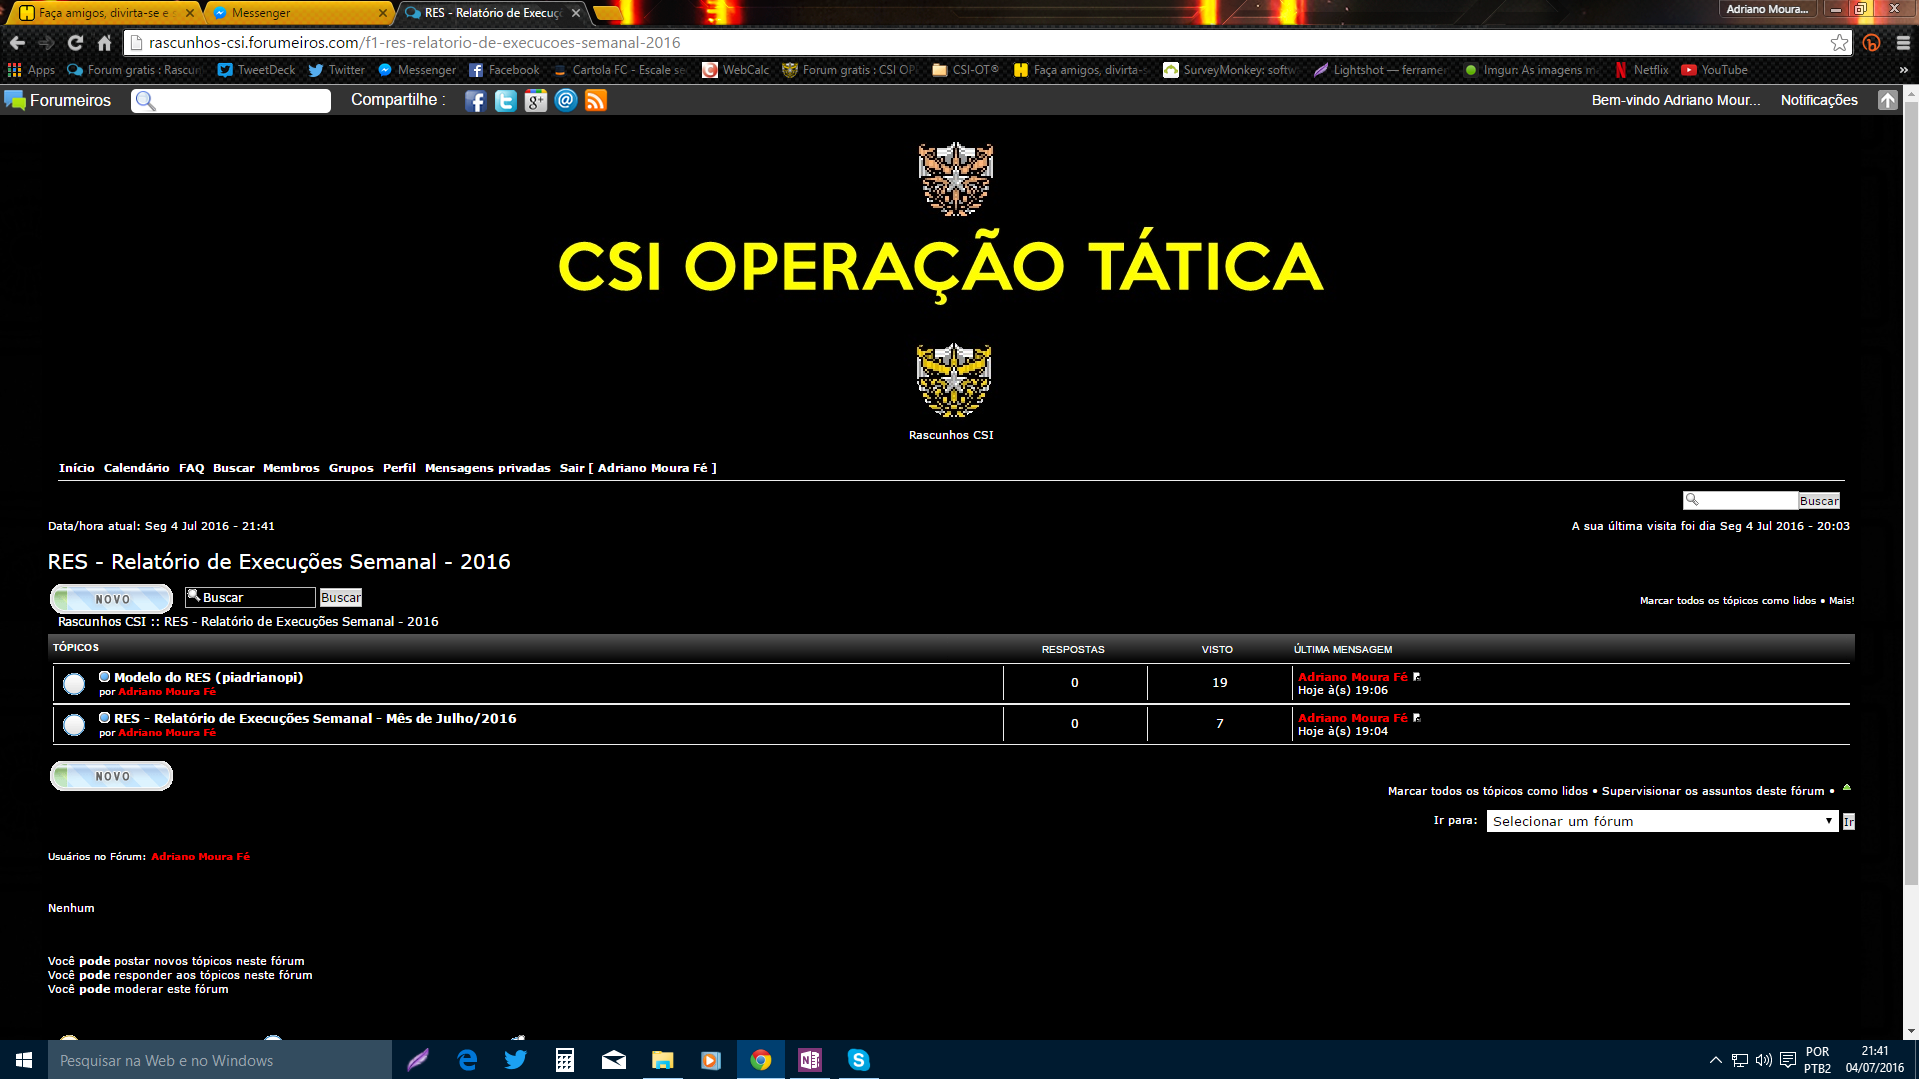 Faça amigos, divirta-se e s
Messenger
RES - Relatório de Execuç
Adriano Moura...
rascunhos-csi.forumeiros.com/f1-res-relatorio-de-execucoes-semanal-2016
Apps
Forum gratis : Rascun
TweetDeck
Twitter
Messenger
Facebook
Cartola FC - Escale se
WebCalc
Forum gratis : CSI OP
CSI-OT®
Faça amigos, divirta-
SurveyMonkey: softw
Lightshot — ferramer
Imgur: As imagens m
Netflix
YouTube
»
Forumeiros
Compartilhe :
Bem-vindo Adriano Mour...
Notificações
CSI OPERAÇÃO TÁTICA
Rascunhos CSI
Início Calendário FAQ Buscar Membros Grupos Perfil Mensagens privadas Sair [ Adriano Moura Fé ]
Buscar
Data/hora atual: Seg 4 Jul 2016 - 21:41
A sua última visita foi dia Seg 4 Jul 2016 - 20:03
RES - Relatório de Execuções Semanal - 2016
NOVO
Buscar
Buscar
Marcar todos os tópicos como lidos • Mais!
Rascunhos CSI :: RES - Relatório de Execuções Semanal - 2016
TÓPICOS
RESPOSTAS
VISTO
ÚLTIMA MENSAGEM
Modelo do RES (piadrianopi)
por Adriano Moura Fé
0
19
Adriano Moura Fé
Hoje à(s) 19:06
RES - Relatório de Execuções Semanal - Mês de Julho/2016
por Adriano Moura Fé
0
7
Adriano Moura Fé
Hoje à(s) 19:04
NOVO
Marcar todos os tópicos como lidos • Supervisionar os assuntos deste fórum •
Ir para:
Selecionar um fórum
Ir
Usuários no Fórum: Adriano Moura Fé
Nenhum
Você pode postar novos tópicos neste fórum
Você pode responder aos tópicos neste fórum
Você pode moderar este fórum
Pesquisar na Web e no Windows
POR
PTB2
21:41
04/07/2016